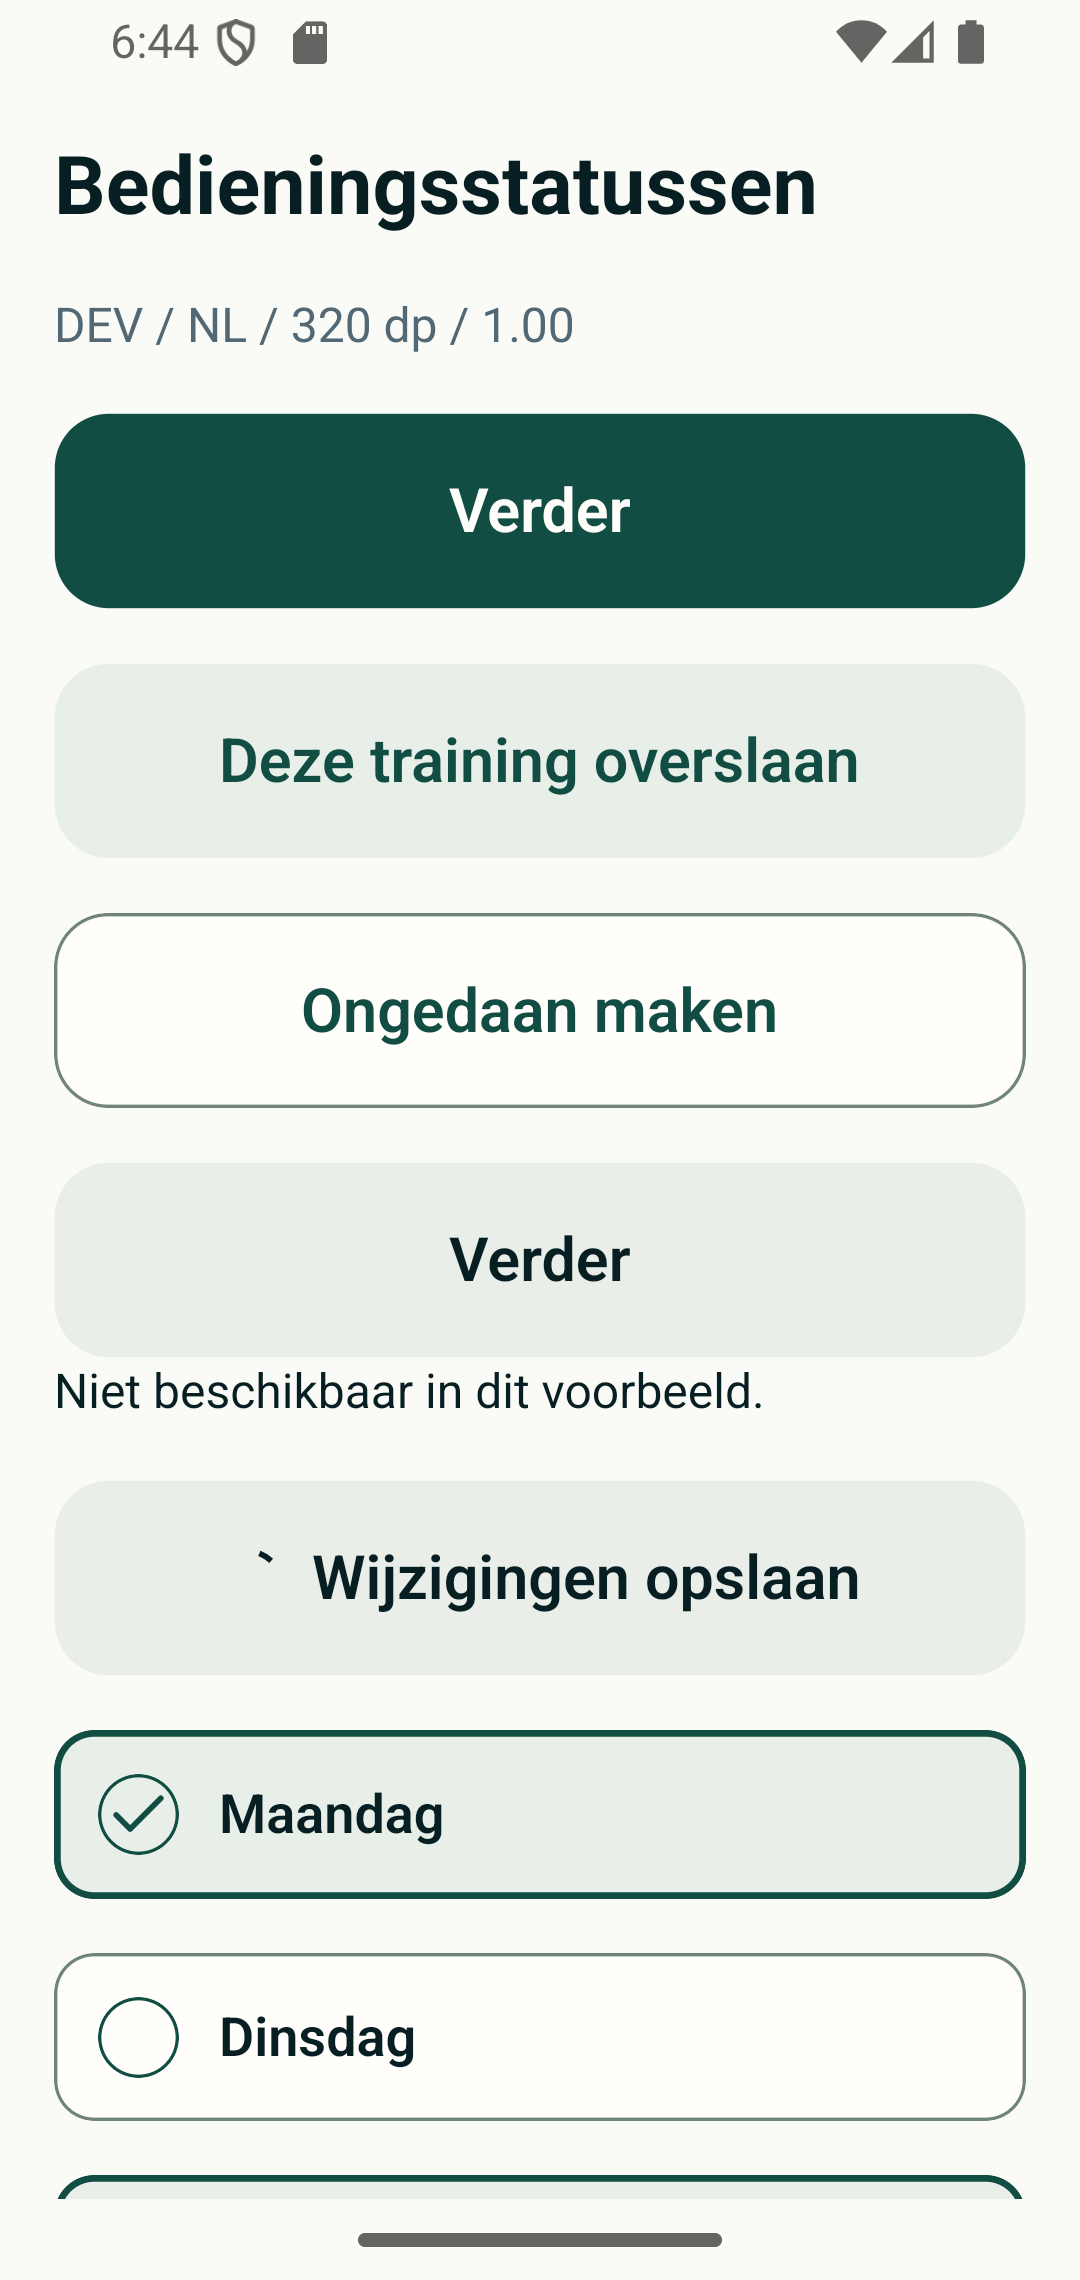 6:44
Bedieningsstatussen
DEV / NL / 320 dp / 1.00
Verder
Deze training overslaan
Ongedaan maken
Verder
Niet beschikbaar in dit voorbeeld.
Wijzigingen opslaan
Maandag
Dinsdag